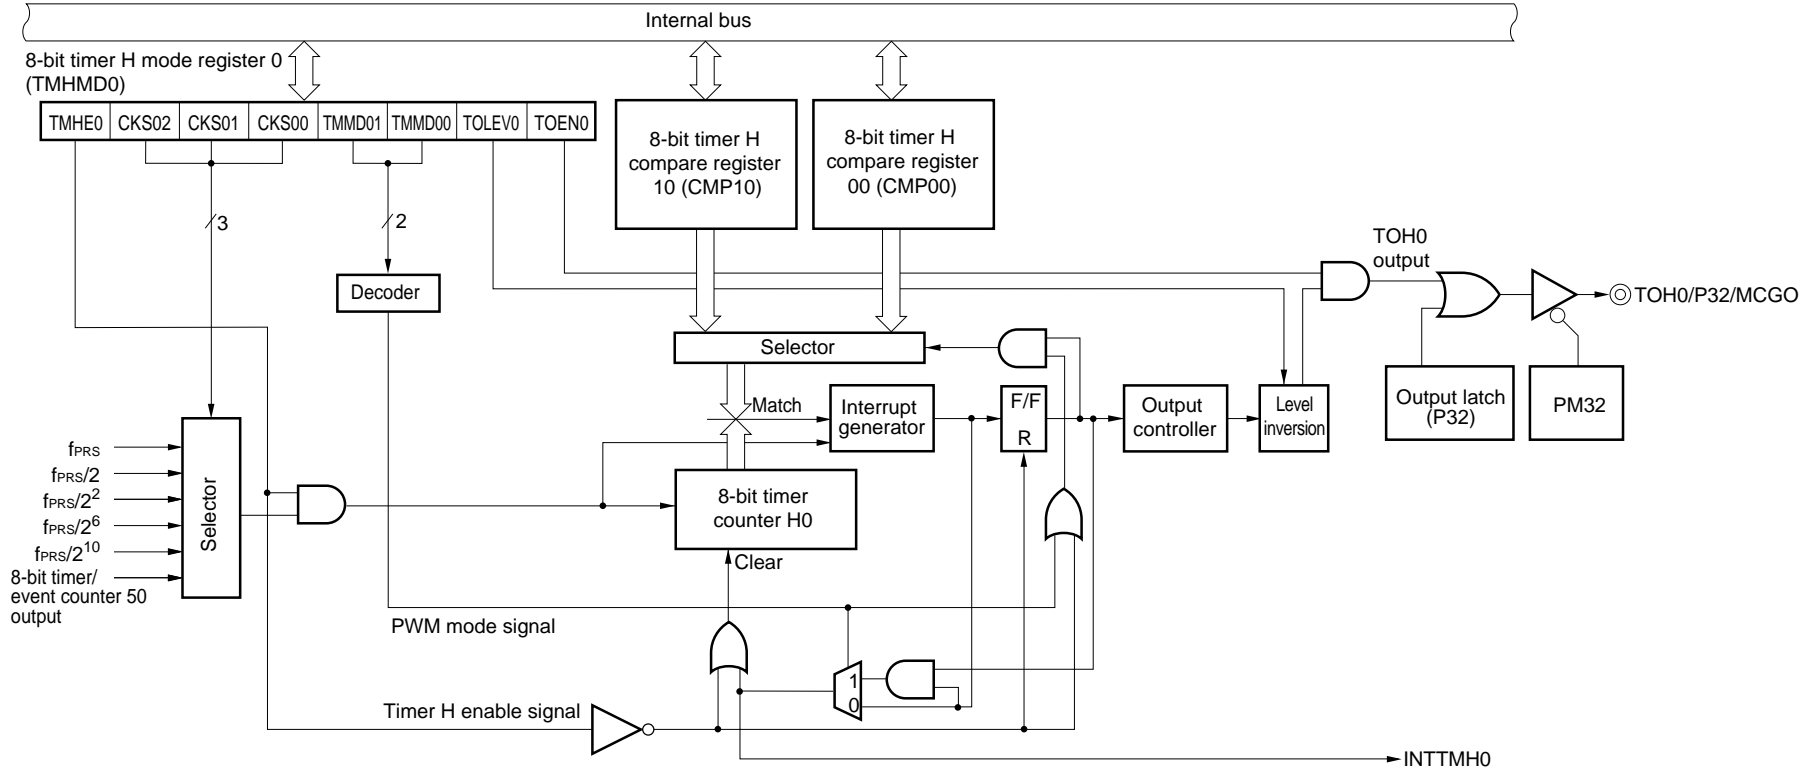 Internal bus
8-bit timer H mode register 0
(TMHMD0)
TMHE0 CKS02 CKS01 CKS00 TMMD01 TMMD00 TOLEV0 TOEN0
8-bit timer H
compare register
10 (CMP10)
8-bit timer H
compare register
00 (CMP00)
3
2
Decoder
TOH0
output
TOH0/P32/MCGO
Selector
Match
Interrupt
generator
F/F
R
Output
controller
Level
inversion
Output latch
(P32)
PM32
fPRS
fPRS/2
fPRS/2²
fPRS/2⁶
fPRS/2¹⁰
8-bit timer/
event counter 50
output
Selector
8-bit timer
counter H0
Clear
PWM mode signal
1
0
Timer H enable signal
INTTMH0